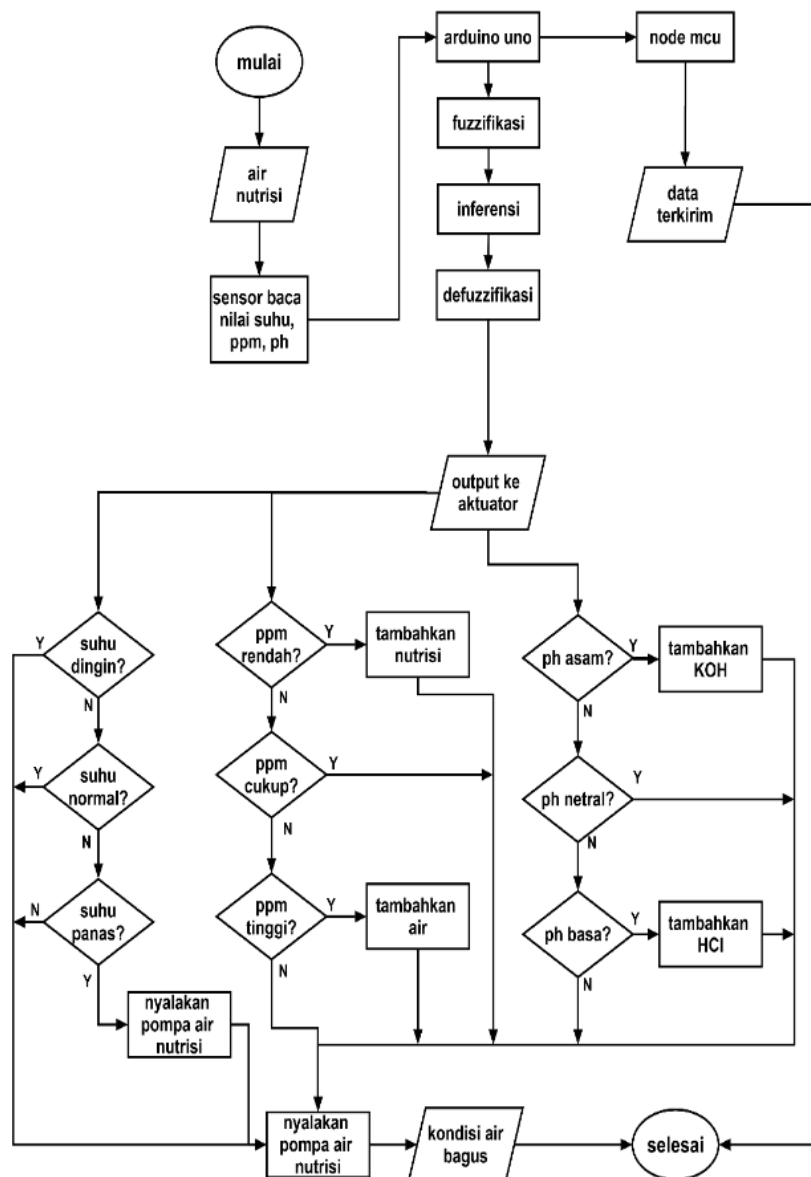 mulai
arduino uno
node mcu
fuzzifikasi
air
nutrisi
data
terkirim
inferensi
sensor baca
nilai suhu,
ppm, ph
defuzzifikasi
output ke
aktuator
Y
suhu
dingin?
N
ppm
rendah?
Y
tambahkan
nutrisi
N
ph asam?
Y
tambahkan
KOH
N
Y
suhu
normal?
N
ppm
cukup?
Y
N
ph netral?
Y
N
N
suhu
panas?
Y
ppm
tinggi?
Y
tambahkan
air
N
ph basa?
Y
tambahkan
HCl
N
nyalakan
pompa air
nutrisi
nyalakan
pompa air
nutrisi
kondisi air
bagus
selesai